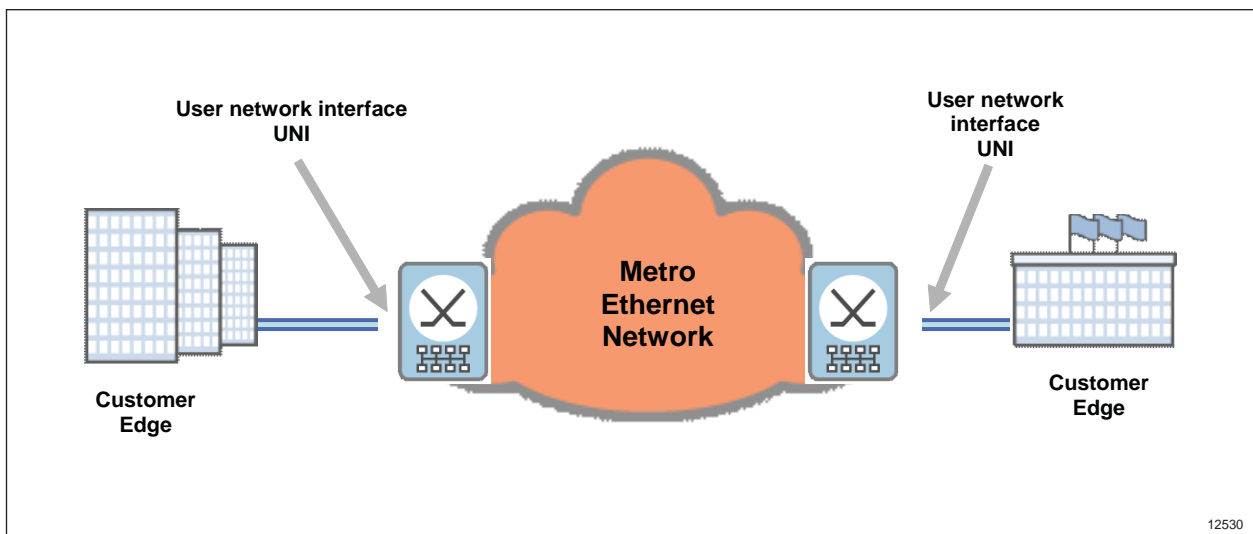 User network interface
UNI
User network
interface
UNI
Metro
Ethernet
Network
Customer
Edge
Customer
Edge
12530